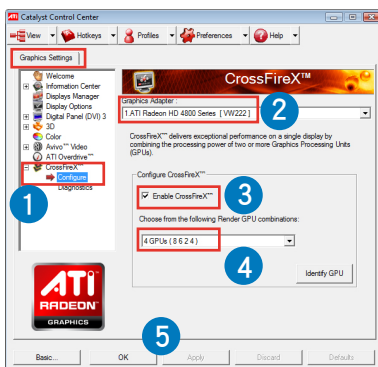 ATI Catalyst Control Center
View Hotkeys Profiles Preferences Help
Graphics Settings
Welcome
Information Center
Displays Manager
Display Options
Digital Panel (DVI) 3
3D
Color
Avivo™ Video
ATI Overdrive™
CrossFireX™
Configure
Diagnostics
1
CrossFireX™
Graphics Adapter :
1.ATI Radeon HD 4800 Series [ VW222 ]
2
CrossFireX™ delivers exceptional performance on a single display by
combining the processing power of two or more Graphics Processing Units
(GPUs).
Configure CrossFireX™
Enable CrossFireX™
3
Choose from the following Render GPU combinations:
4 GPUs ( 8 6 2 4 )
4
Identify GPU
ATI
RADEON
GRAPHICS
5
Basic... OK Apply Discard Defaults